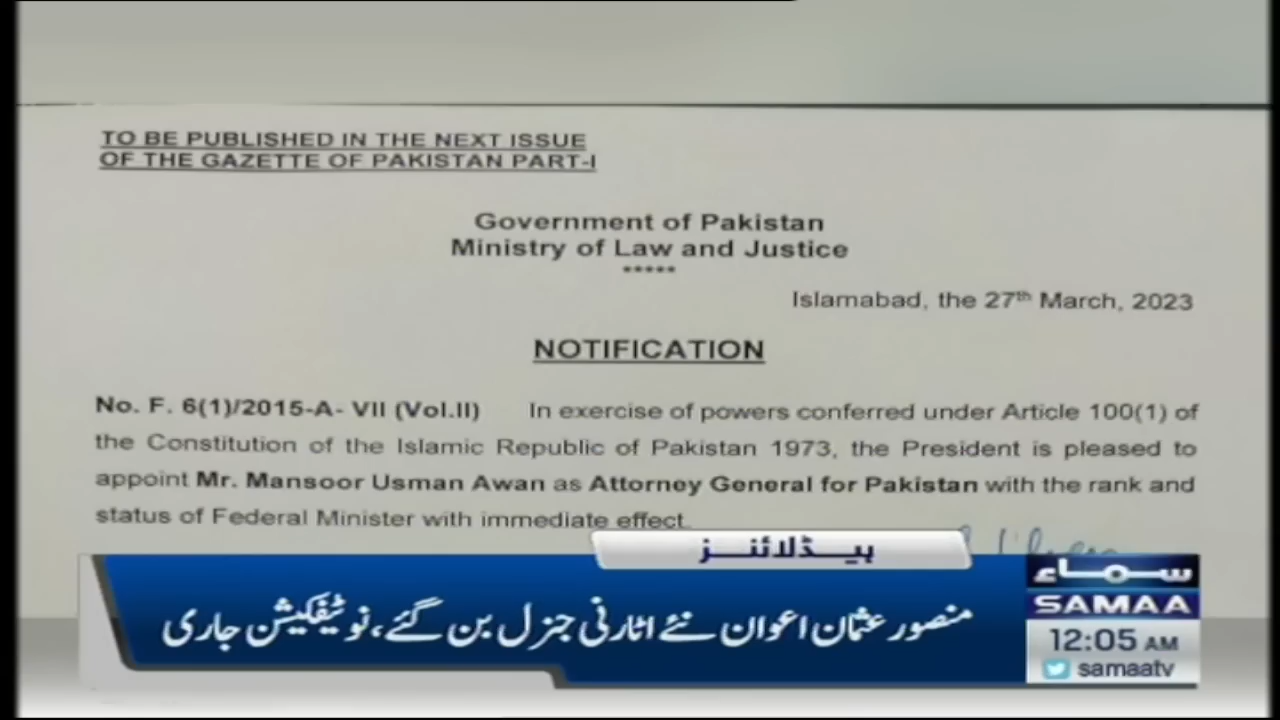 TO BE PUBLISHED IN THE NEXT ISSUE
OF THE GAZETTE OF PAKISTAN PART-I
Government of Pakistan
Ministry of Law and Justice
*****
Islamabad, the 27th March, 2023
NOTIFICATION
No. F. 6(1)/2015-A- VII (Vol.II) In exercise of powers conferred under Article 100(1) of
the Constitution of the Islamic Republic of Pakistan 1973, the President is pleased to
appoint Mr. Mansoor Usman Awan as Attorney General for Pakistan with the rank and
status of Federal Minister with immediate effect.
ہیڈلائنز
منصور عثمان اعوان نئے اٹارنی جنرل بن گئے، نوٹیفکیشن جاری
سماء
SAMAA
12:05 AM
samaatv